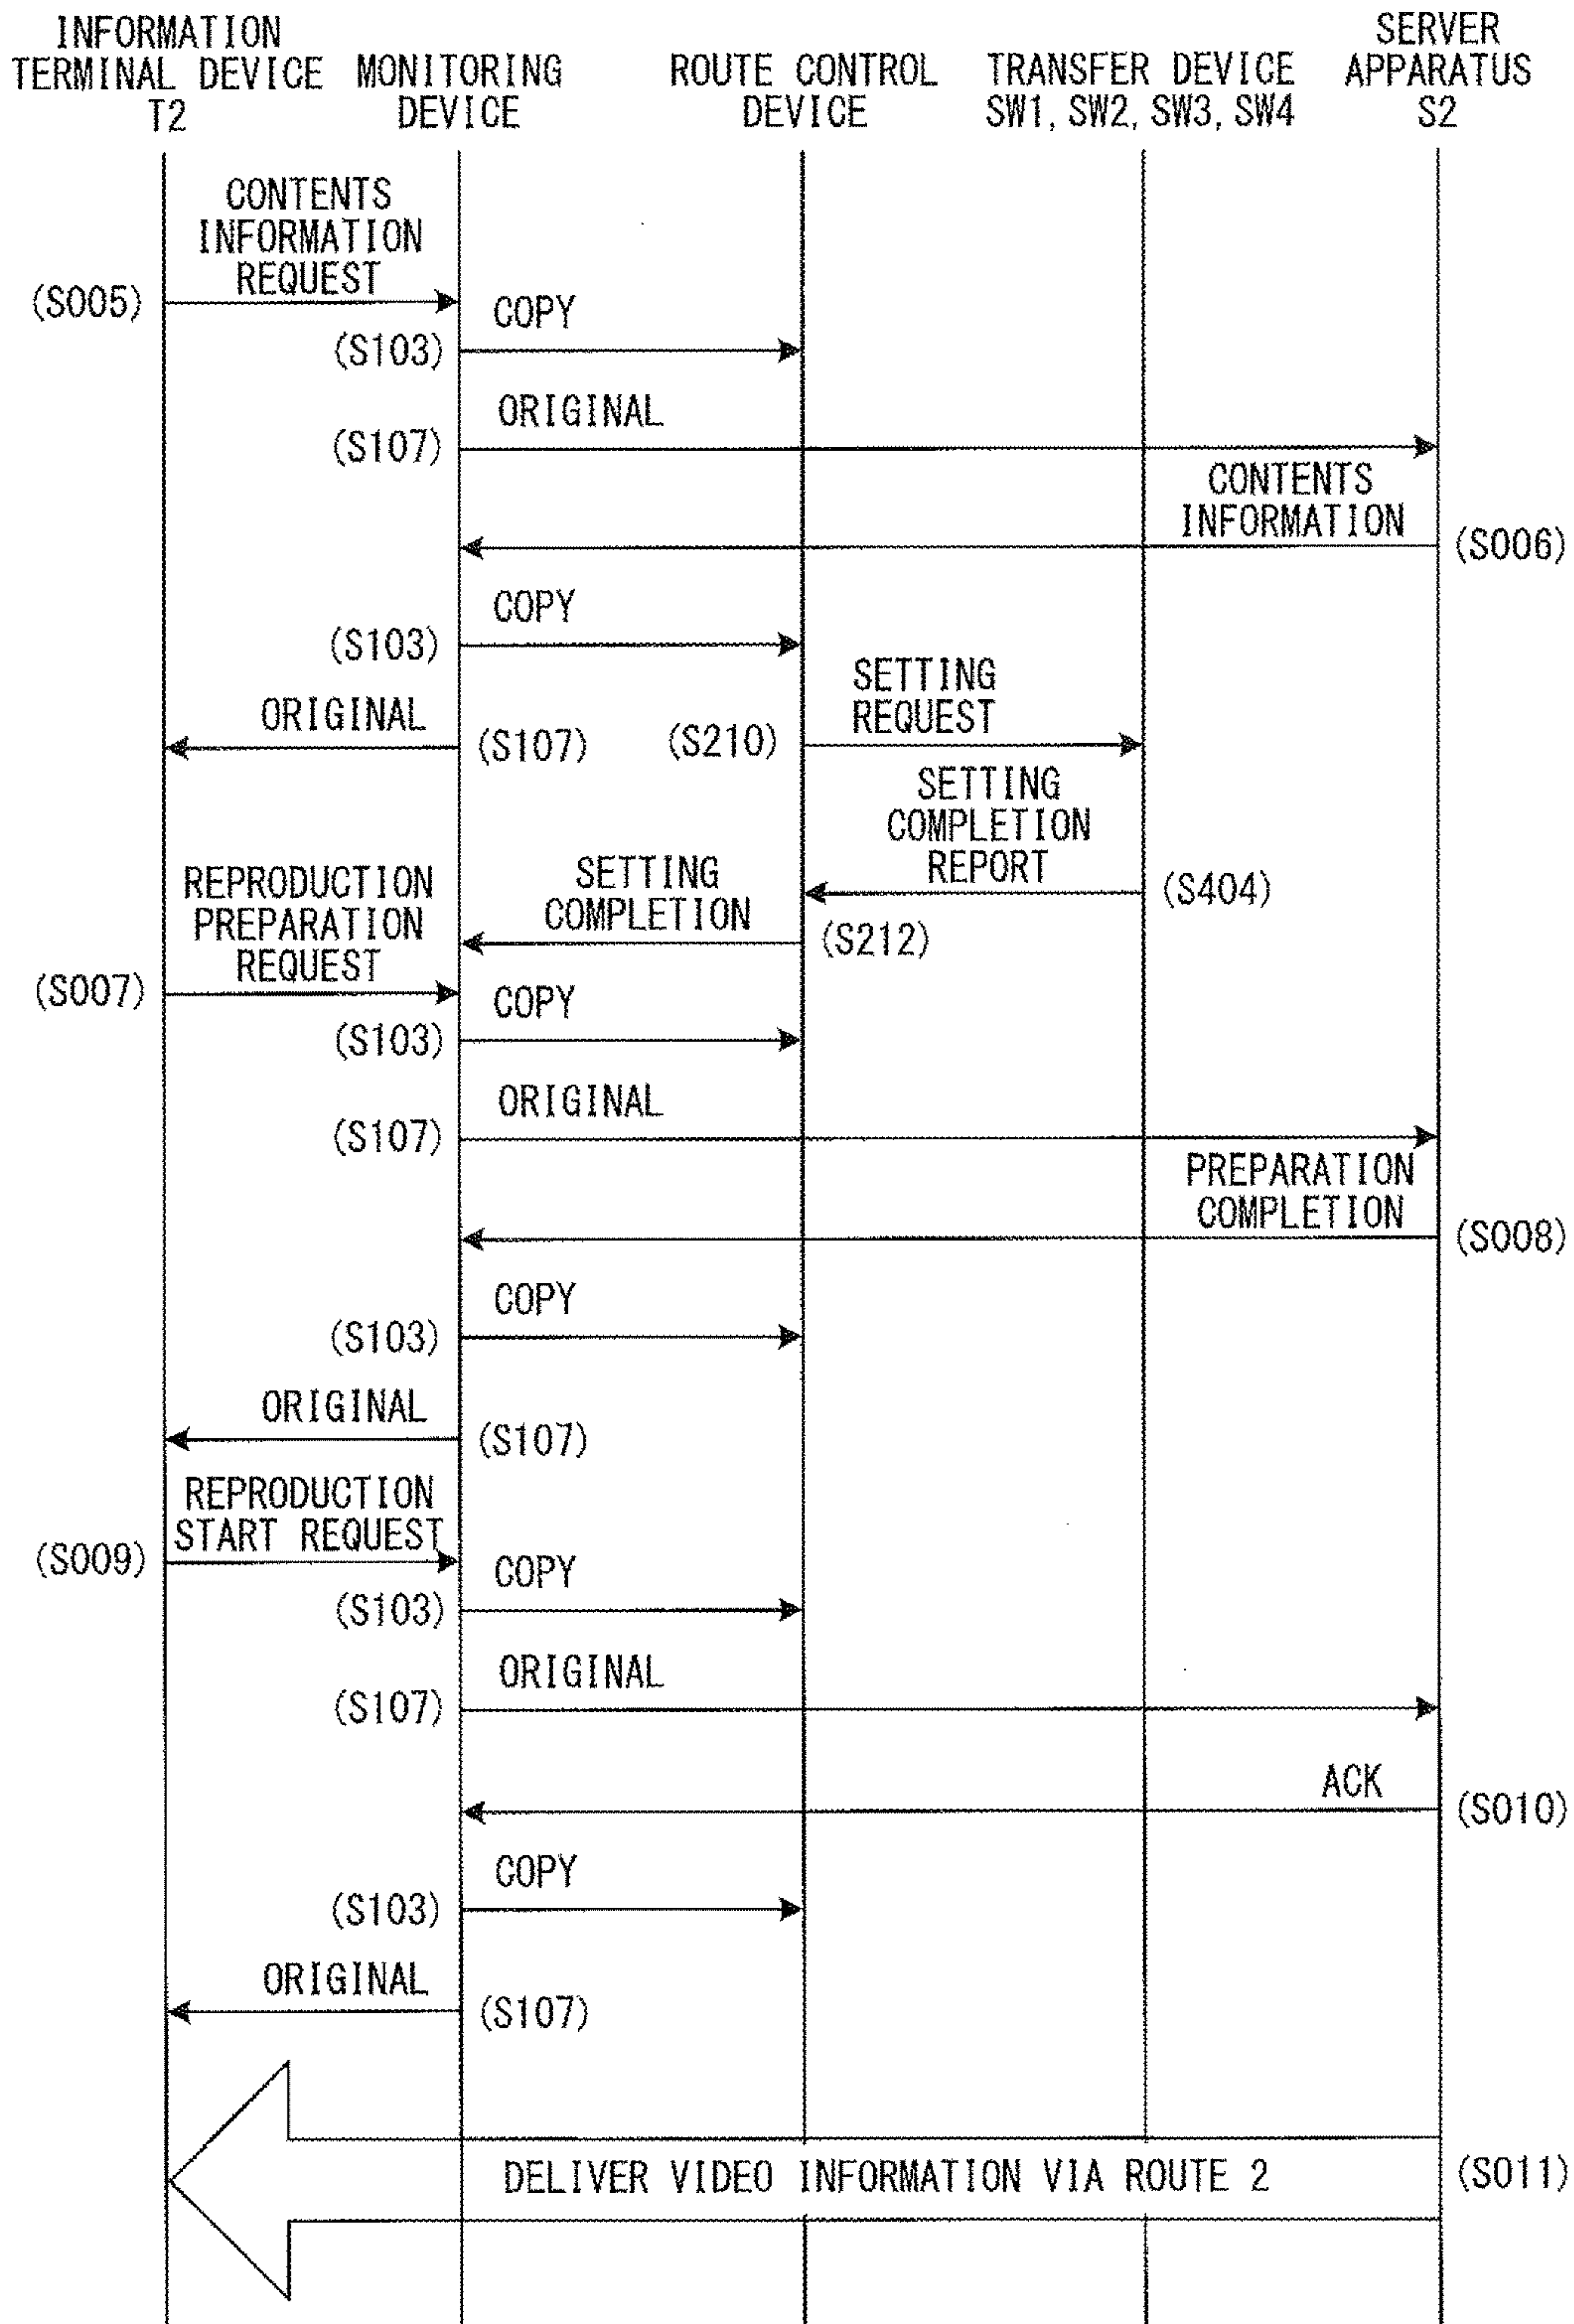 INFORMATION
TERMINAL DEVICE
T2
MONITORING
DEVICE
ROUTE CONTROL
DEVICE
TRANSFER DEVICE
SW1, SW2, SW3, SW4
SERVER
APPARATUS
S2
CONTENTS
INFORMATION
REQUEST
(S005)
COPY
(S103)
ORIGINAL
(S107)
CONTENTS
INFORMATION
(S006)
COPY
(S103)
ORIGINAL
(S107)
SETTING
REQUEST
(S210)
SETTING
COMPLETION
REPORT
(S404)
SETTING
COMPLETION
(S212)
REPRODUCTION
PREPARATION
REQUEST
(S007)
COPY
(S103)
ORIGINAL
(S107)
PREPARATION
COMPLETION
(S008)
COPY
(S103)
ORIGINAL
(S107)
REPRODUCTION
START REQUEST
(S009)
COPY
(S103)
ORIGINAL
(S107)
ACK
(S010)
COPY
(S103)
ORIGINAL
(S107)
DELIVER VIDEO INFORMATION VIA ROUTE 2
(S011)